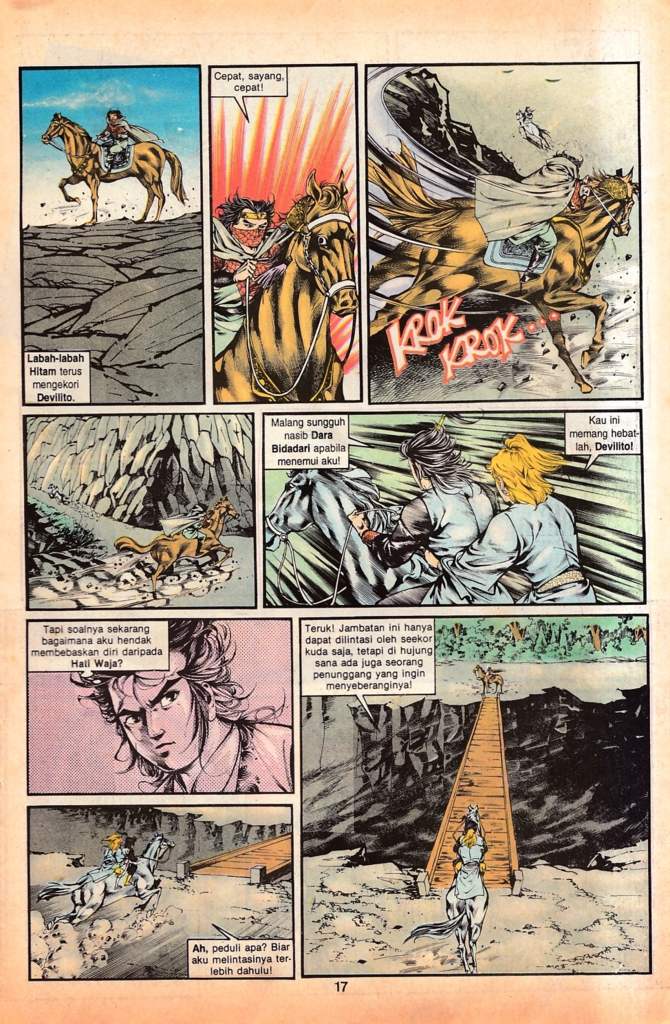 Labah-labah
Hitam terus
mengekori
Devilito.
Cepat, sayang,
cepat!
KROK
KROK...
Malang sungguh
nasib Dara
Bidadari apabila
menemui aku!
Kau ini
memang hebat-
lah, Devilito!
Tapi soalnya sekarang
bagaimana aku hendak
membebaskan diri daripada
Hati Waja?
Teruk! Jambatan ini hanya
dapat dilintasi oleh seekor
kuda saja, tetapi di hujung
sana ada juga seorang
penunggang yang ingin
menyeberanginya!
Ah, peduli apa? Biar
aku melintasinya ter-
lebih dahulu!
17